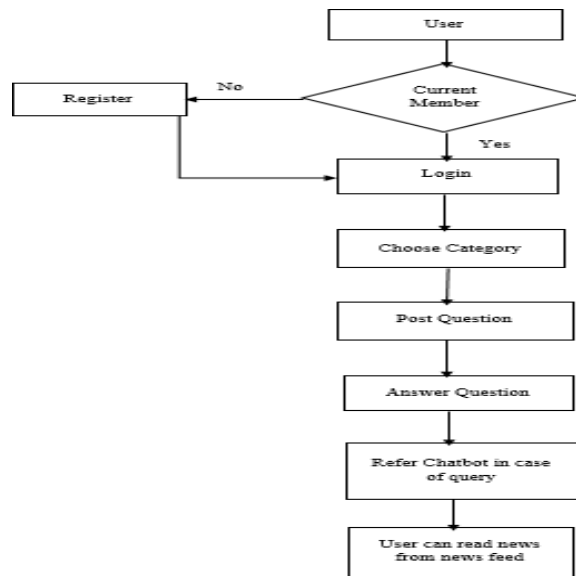 User
Current
Member
No
Register
Yes
Login
Choose Category
Post Question
Answer Question
Refer Chatbot in case
of query
User can read news
from news feed